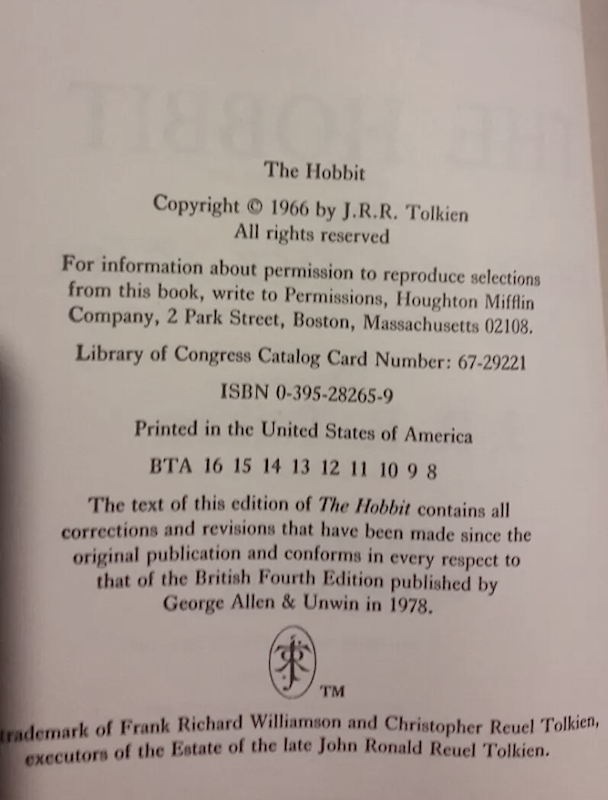 THE HOBBIT
The Hobbit
Copyright © 1966 by J.R.R. Tolkien
All rights reserved
For information about permission to reproduce selections
from this book, write to Permissions, Houghton Mifflin
Company, 2 Park Street, Boston, Massachusetts 02108.
Library of Congress Catalog Card Number: 67-29221
ISBN 0-395-28265-9
Printed in the United States of America
BTA 16 15 14 13 12 11 10 9 8
The text of this edition of The Hobbit contains all
corrections and revisions that have been made since the
original publication and conforms in every respect to
that of the British Fourth Edition published by
George Allen & Unwin in 1978.
TM
trademark of Frank Richard Williamson and Christopher Reuel Tolkien,
executors of the Estate of the late John Ronald Reuel Tolkien.